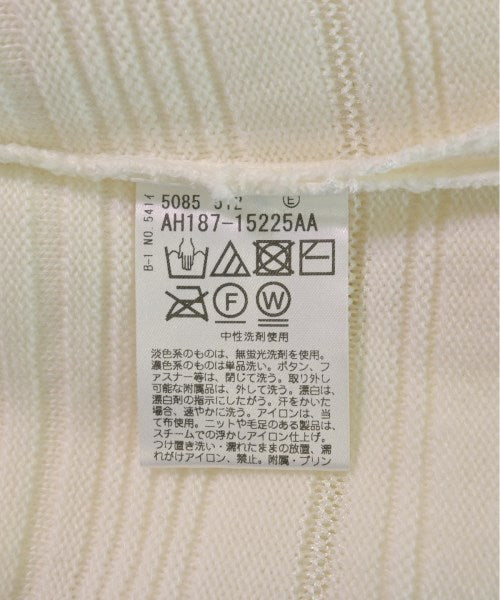 5085 512 Ⓔ
AH187-15225AA
B-1 NO.541イ
F W
中性洗剤使用
淡色系のものは、無蛍光洗剤を使用。
濃色系のものは単品洗い。ボタン、フ
ァスナー等は、閉じて洗う。取り外し
可能な附属品は、外して洗う。漂白は、
漂白剤の指示にしたがう。汗をかいた
場合、速やかに洗う。アイロンは、当
て布使用。ニットや毛足のある製品は、
スチームでの浮かしアイロン仕上げ。
つけ置き洗い・濡れたままの放置、濡
れがけアイロン、禁止。附属・プリン